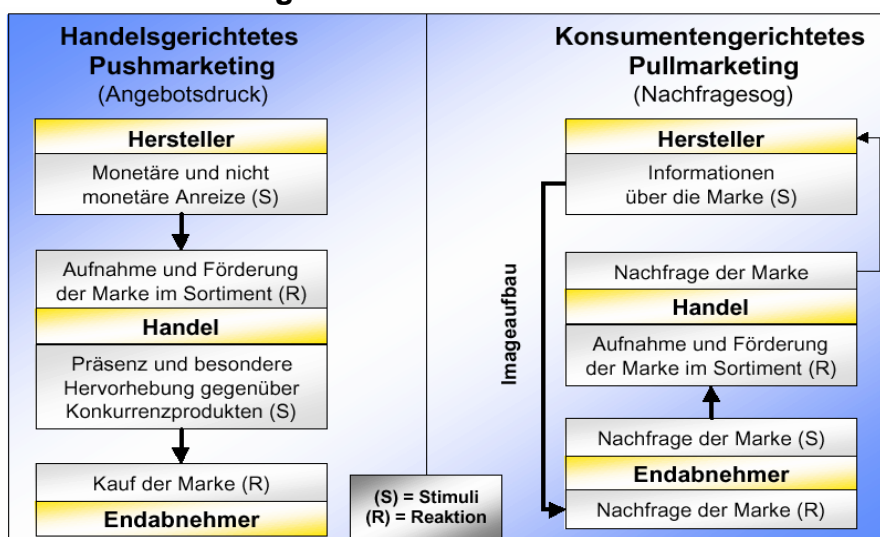 Handelsgerichtetes
Pushmarketing
(Angebotsdruck)
Hersteller
Monetäre und nicht
monetäre Anreize (S)
Aufnahme und Förderung
der Marke im Sortiment (R)
Handel
Präsenz und besondere
Hervorhebung gegenüber
Konkurrenzprodukten (S)
Kauf der Marke (R)
Endabnehmer
(S) = Stimuli
(R) = Reaktion
Konsumentengerichtetes
Pullmarketing
(Nachfragesog)
Hersteller
Informationen
über die Marke (S)
Imageaufbau
Nachfrage der Marke
Handel
Aufnahme und Förderung
der Marke im Sortiment (R)
Nachfrage der Marke (S)
Endabnehmer
Nachfrage der Marke (R)